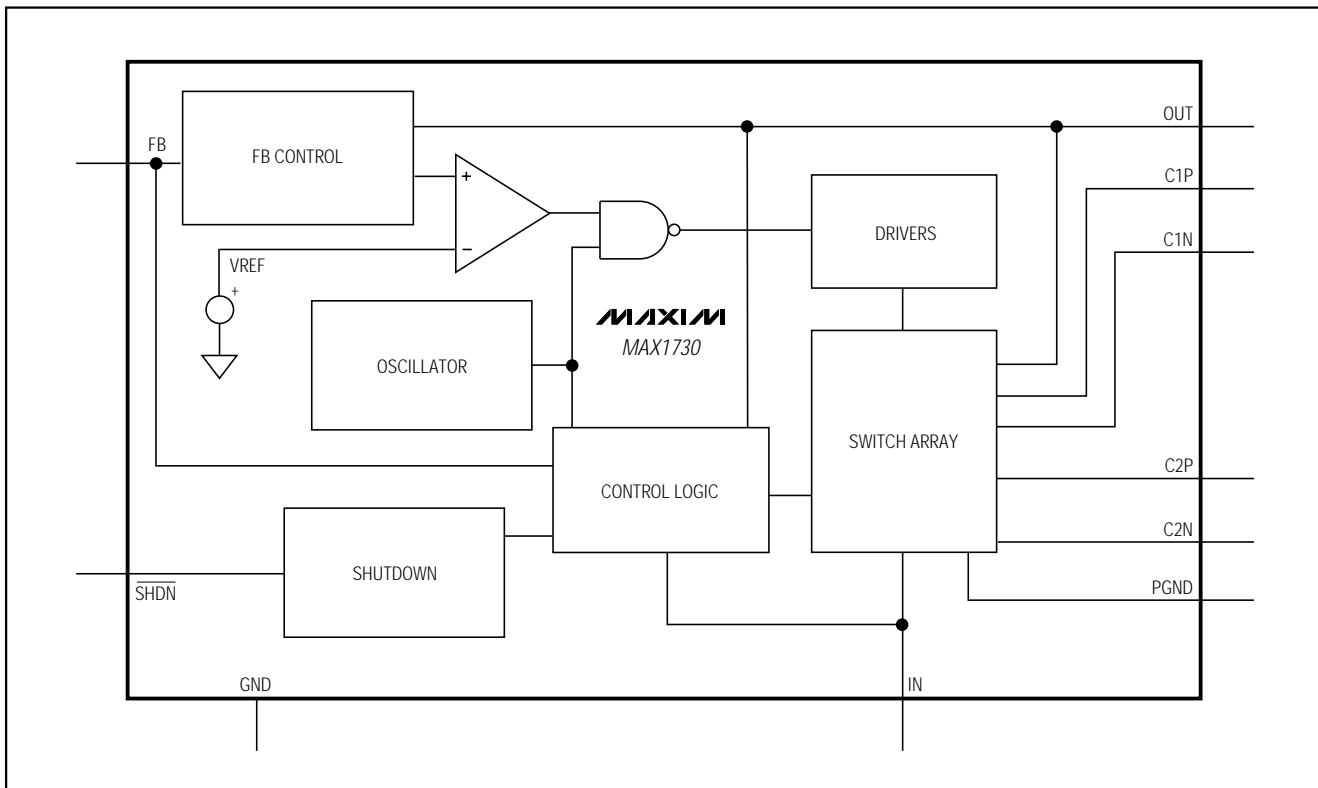 OUT
FB
FB CONTROL
C1P
+
DRIVERS
C1N
−
VREF
+
MAXIM
MAX1730
OSCILLATOR
SWITCH ARRAY
C2P
CONTROL LOGIC
C2N
SHUTDOWN
SHDN
PGND
GND
IN